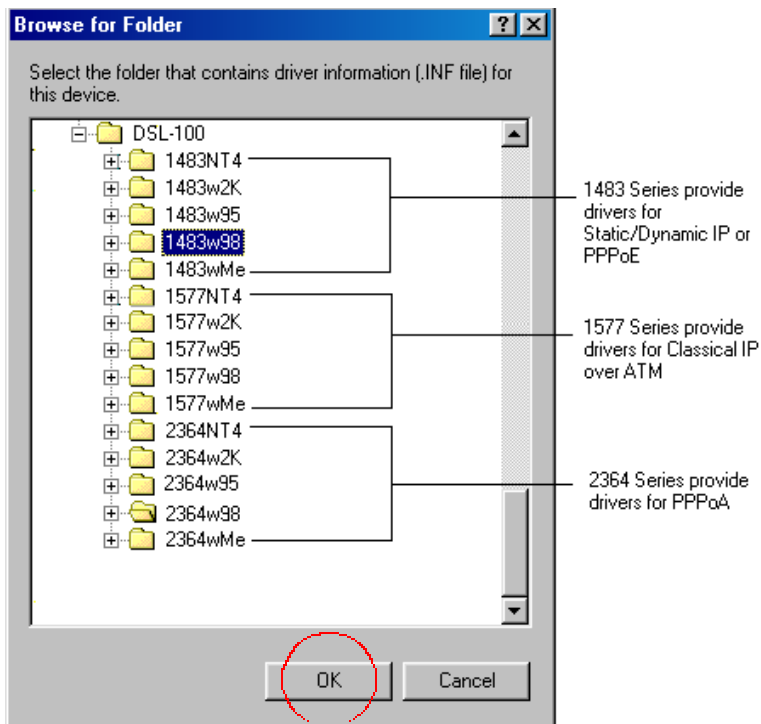 Browse for Folder
Select the folder that contains driver information (.INF file) for
this device.
DSL-100
1483NT4
1483w2K
1483w95
1483w98
1483wMe
1577NT4
1577w2K
1577w95
1577w98
1577wMe
2364NT4
2364w2K
2364w95
2364w98
2364wMe
1483 Series provide
drivers for
Static/Dynamic IP or
PPPoE
1577 Series provide
drivers for Classical IP
over ATM
2364 Series provide
drivers for PPPoA
OK
Cancel